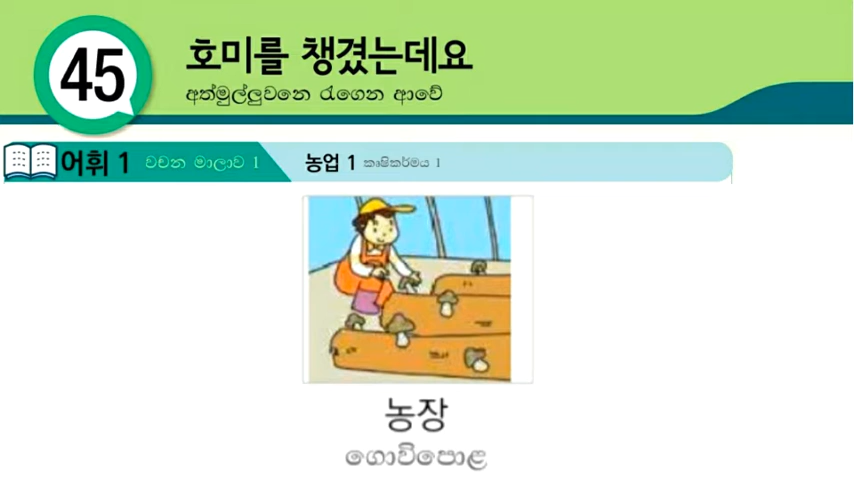 45
호미를 챙겼는데요
අත්මුල්ලුවනෙ රැගෙන ආවේ
어휘 1 වචන මාලාව 1 농업 1 කෘෂිකර්මය 1
농장
ගොවිපොළ